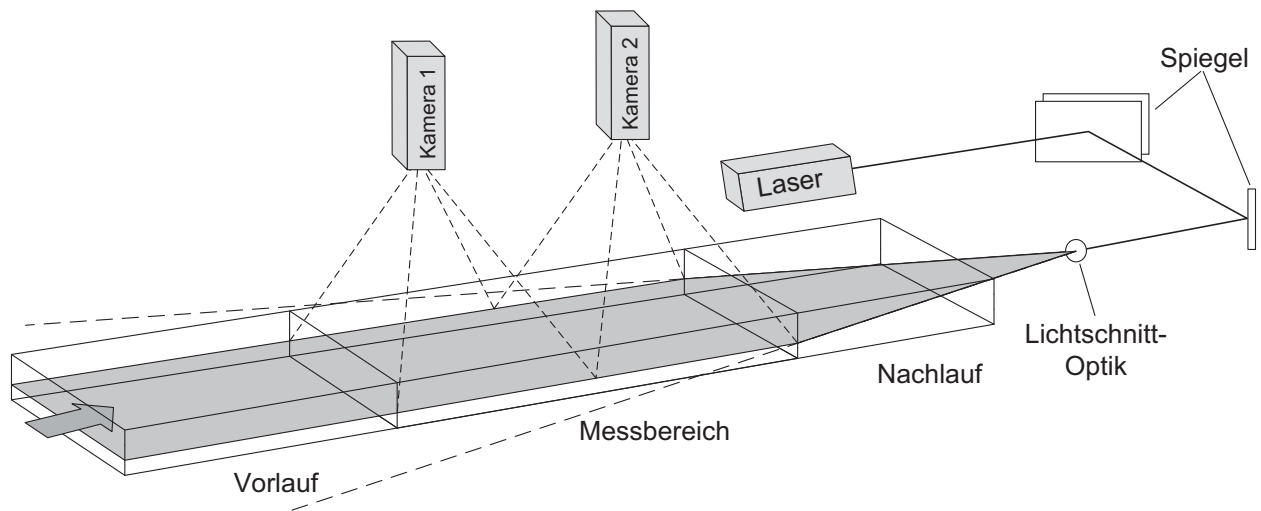 Kamera 1
Kamera 2
Spiegel
Laser
Lichtschnitt-
Optik
Nachlauf
Messbereich
Vorlauf